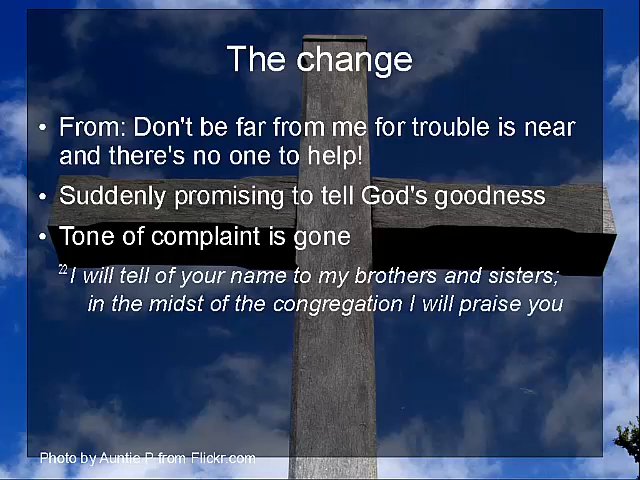 The change
• From: Don't be far from me for trouble is near
and there's no one to help!
• Suddenly promising to tell God's goodness
• Tone of complaint is gone
22 I will tell of your name to my brothers and sisters;
in the midst of the congregation I will praise you
Photo by Auntie P from Flickr.com